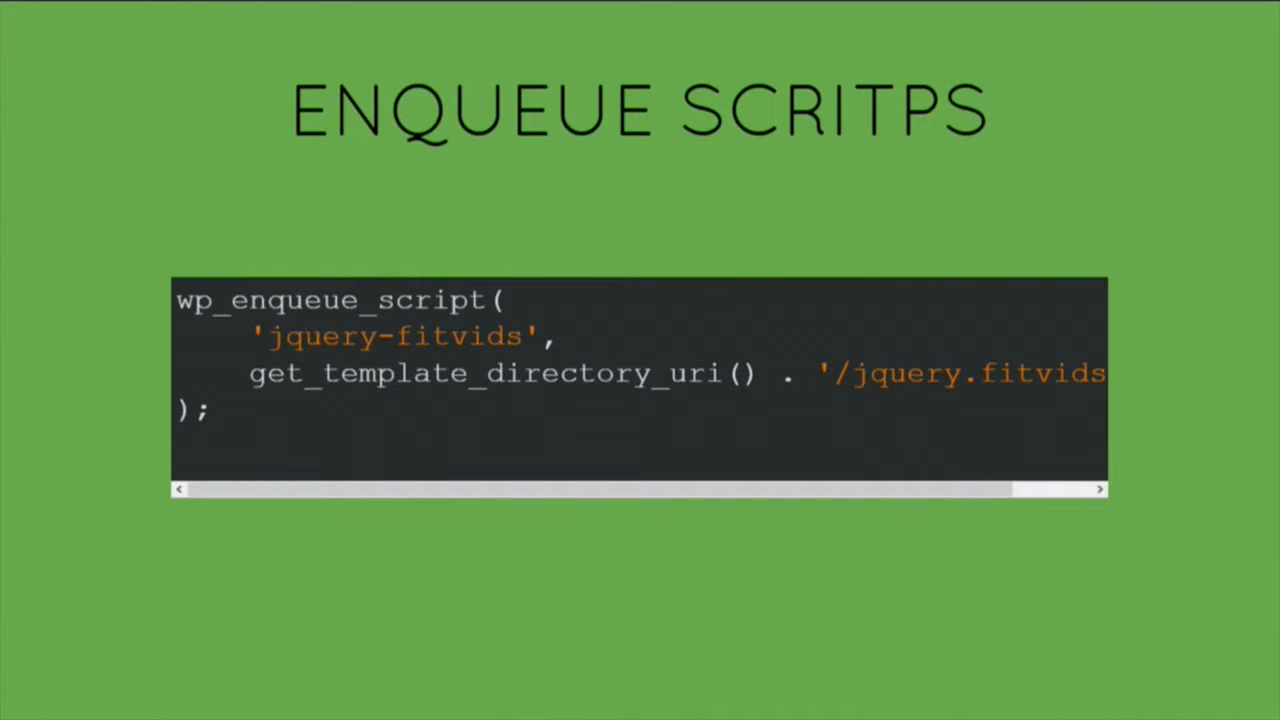 ENQUEUE SCRITPS
wp_enqueue_script(
'jquery-fitvids',
get_template_directory_uri() . '/jquery.fitvids
);